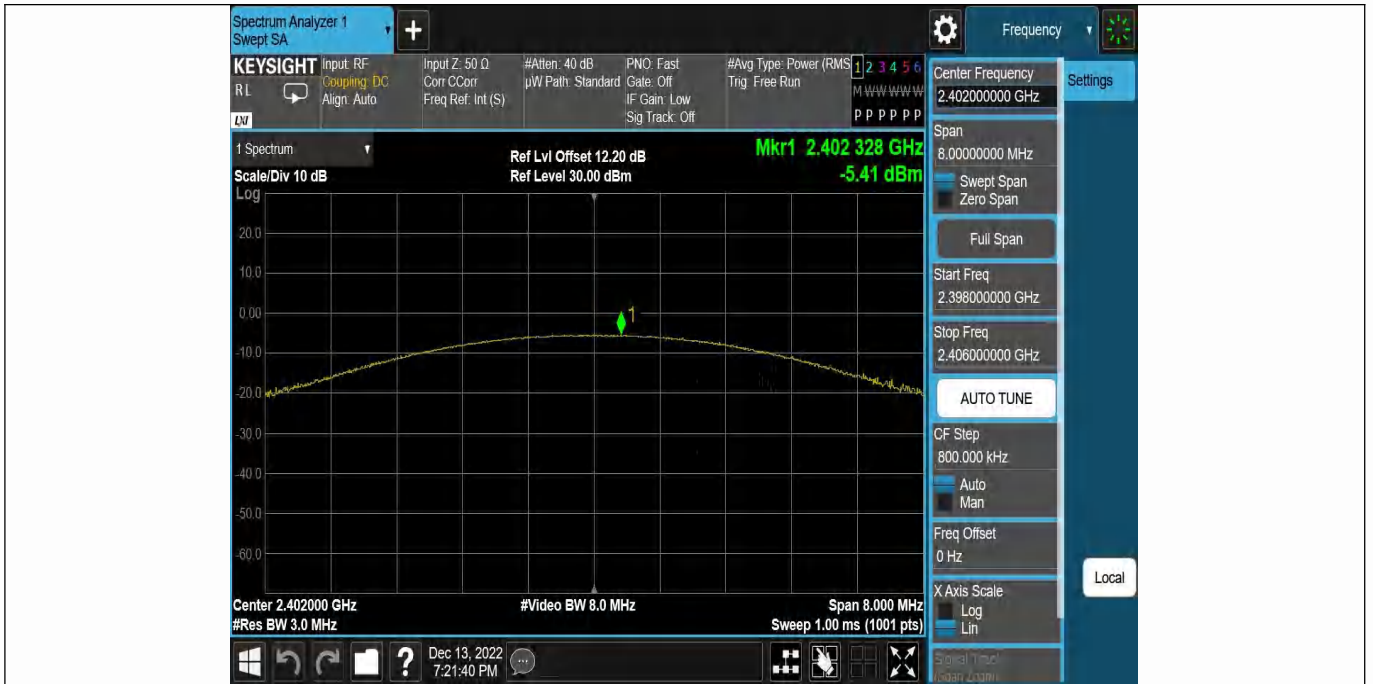 Spectrum Analyzer 1
Swept SA
+
Frequency
KEYSIGHT
RL
LXI
Input: RF
Coupling: DC
Align: Auto
Input Z: 50 Ω
Corr CCorr
Freq Ref: Int (S)
#Atten: 40 dB
µW Path: Standard
PNO: Fast
Gate: Off
IF Gain: Low
Sig Track: Off
#Avg Type: Power (RMS
Trig: Free Run
1 2 3 4 5 6
M W W W W W
P P P P P P
Center Frequency
2.402000000 GHz
Settings
1 Spectrum
Scale/Div 10 dB
Log
Ref Lvl Offset 12.20 dB
Ref Level 30.00 dBm
Mkr1 2.402 328 GHz
-5.41 dBm
20.0
10.0
0.00
-10.0
-20.0
-30.0
-40.0
-50.0
-60.0
1
Span
8.00000000 MHz
Swept Span
Zero Span
Full Span
Start Freq
2.398000000 GHz
Stop Freq
2.406000000 GHz
AUTO TUNE
CF Step
800.000 kHz
Auto
Man
Freq Offset
0 Hz
X Axis Scale
Log
Lin
Signal Track
(Span Zoom)
Local
Center 2.402000 GHz
#Res BW 3.0 MHz
#Video BW 8.0 MHz
Span 8.000 MHz
Sweep 1.00 ms (1001 pts)
?
Dec 13, 2022
7:21:40 PM